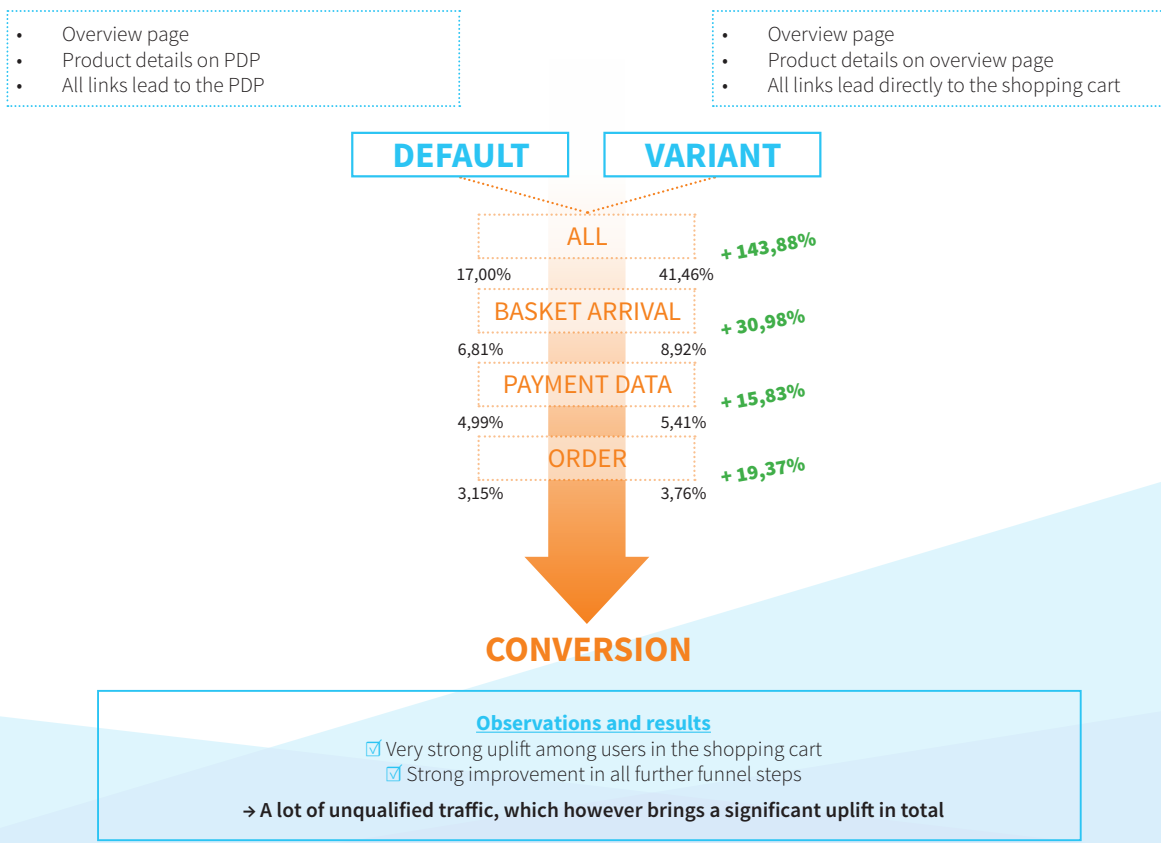 • Overview page
• Product details on PDP
• All links lead to the PDP
• Overview page
• Product details on overview page
• All links lead directly to the shopping cart
DEFAULT
VARIANT
ALL
+ 143,88%
17,00%
41,46%
BASKET ARRIVAL
+ 30,98%
6,81%
8,92%
PAYMENT DATA
+ 15,83%
4,99%
5,41%
ORDER
+ 19,37%
3,15%
3,76%
CONVERSION
Observations and results
☑ Very strong uplift among users in the shopping cart
☑ Strong improvement in all further funnel steps
→ A lot of unqualified traffic, which however brings a significant uplift in total